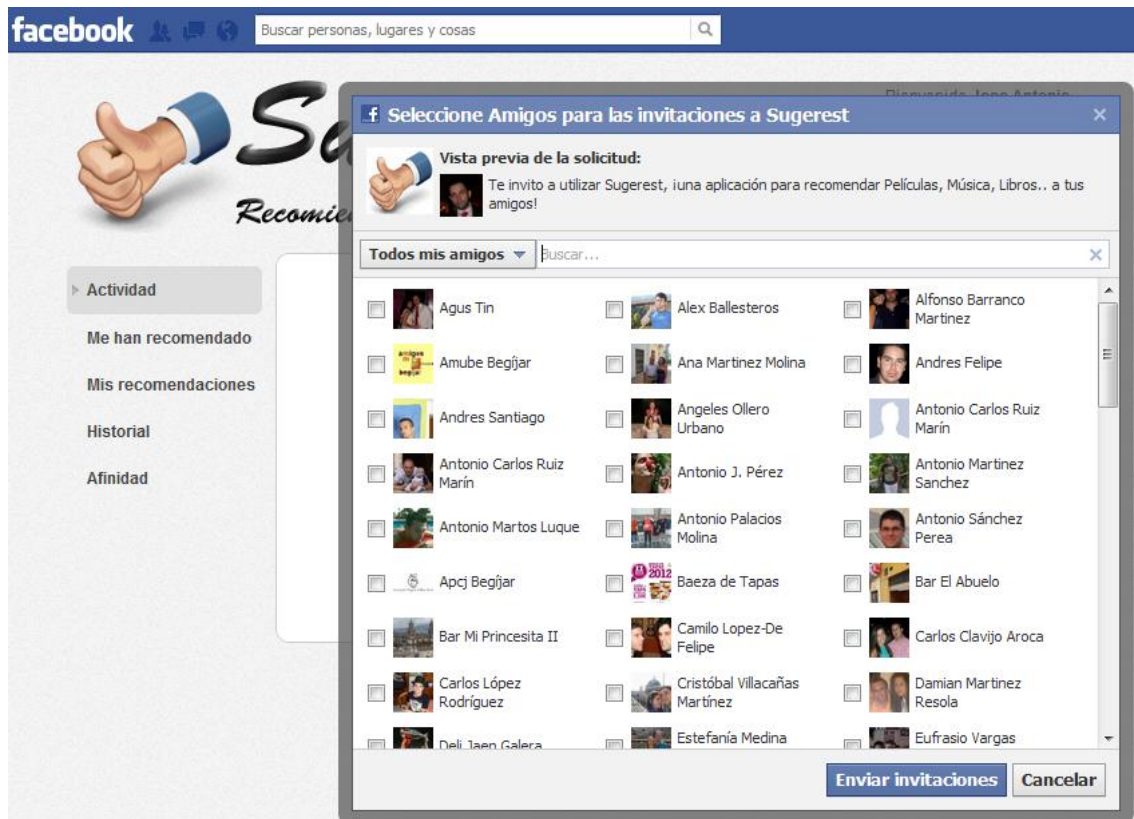 facebook
Buscar personas, lugares y cosas
Su
Recomie
Actividad
Me han recomendado
Mis recomendaciones
Historial
Afinidad
Seleccione Amigos para las invitaciones a Sugerest
Vista previa de la solicitud:
Te invito a utilizar Sugerest, ¡una aplicación para recomendar Películas, Música, Libros.. a tus
amigos!
Todos mis amigos
Buscar...
Agus Tin
Alex Ballesteros
Alfonso Barranco
Martinez
Amube Begíjar
Ana Martinez Molina
Andres Felipe
Andres Santiago
Angeles Ollero
Urbano
Antonio Carlos Ruiz
Marín
Antonio Carlos Ruiz
Marín
Antonio J. Pérez
Antonio Martinez
Sanchez
Antonio Martos Luque
Antonio Palacios
Molina
Antonio Sánchez
Perea
Apcj Begíjar
2012
Baeza de Tapas
Bar El Abuelo
Bar Mi Princesita II
Camilo Lopez-De
Felipe
Carlos Clavijo Aroca
Carlos López
Rodríguez
Cristóbal Villacañas
Martínez
Damian Martinez
Resola
Deli Jaen Galera
Estefanía Medina
Eufrasio Vargas
Enviar invitaciones
Cancelar